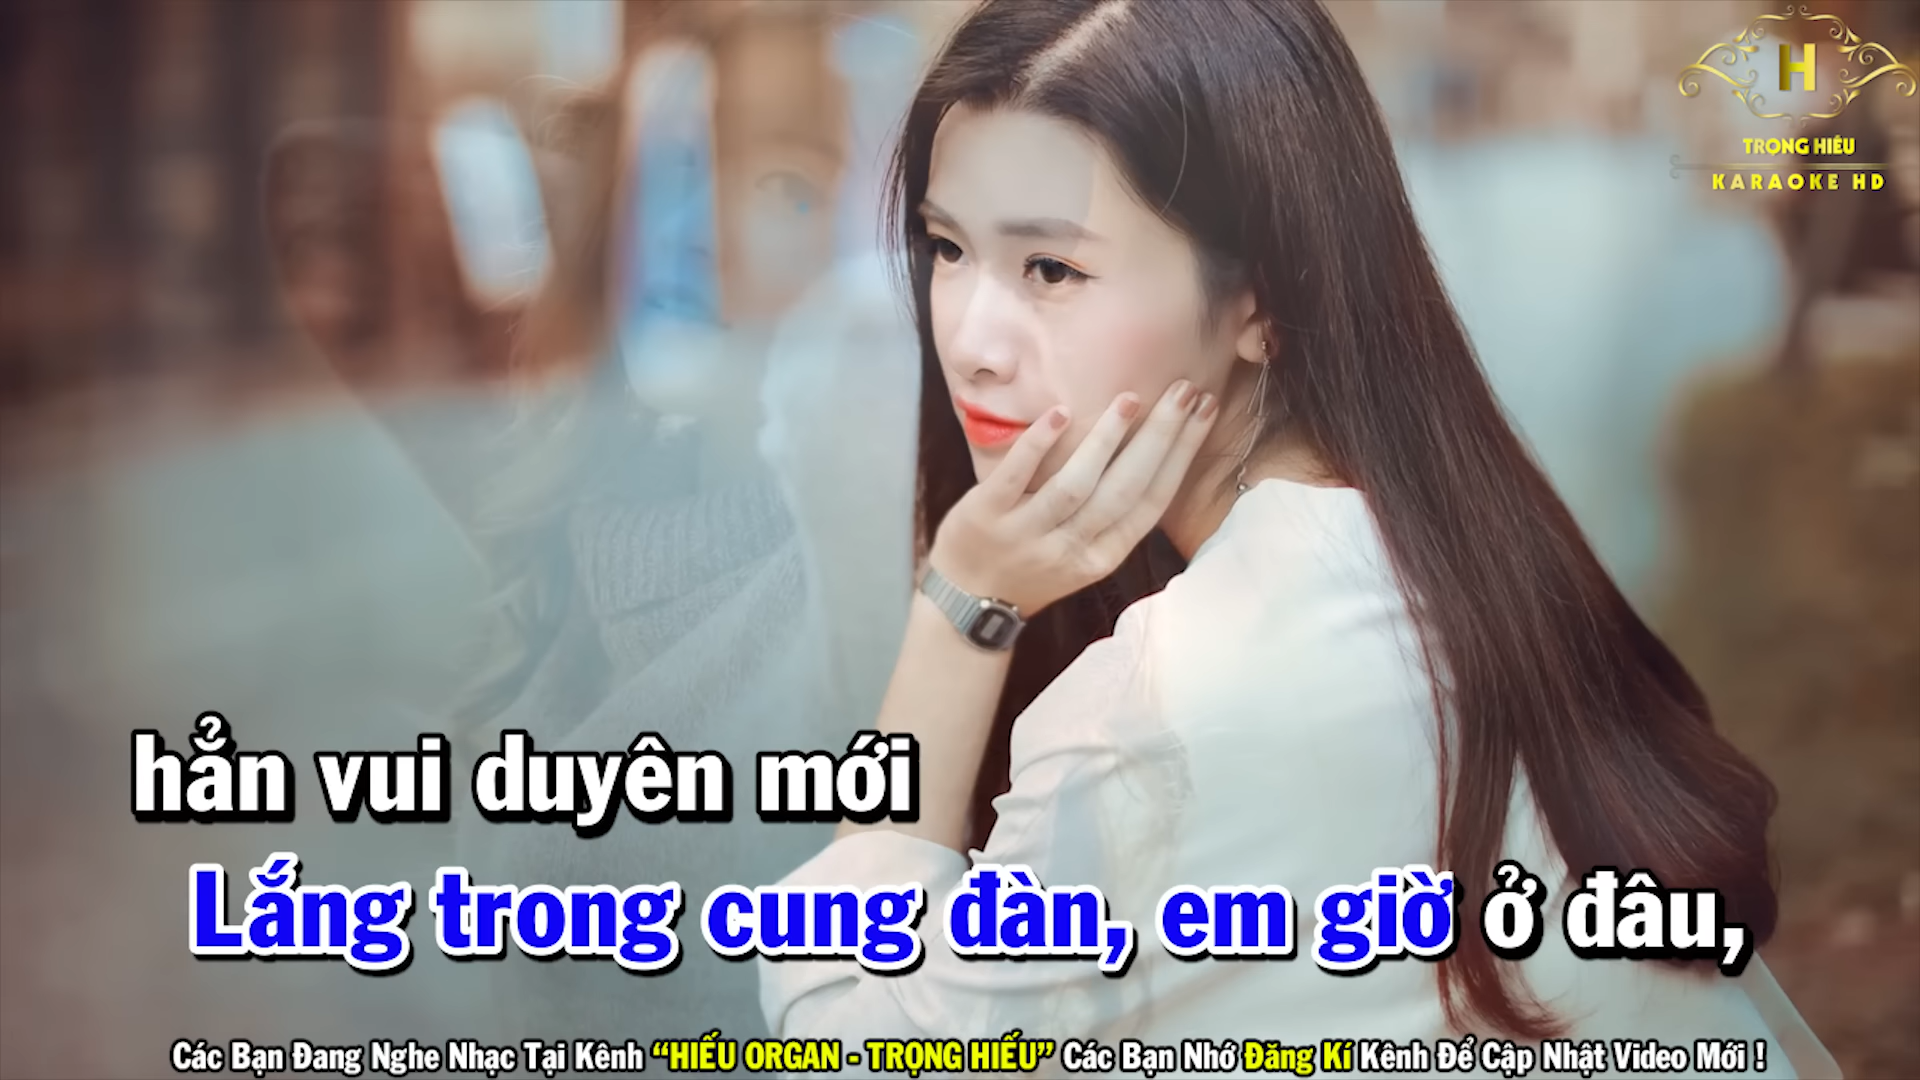 H
TRỌNG HIẾU
KARAOKE HD
hẳn vui duyên mới
Lắng trong cung đàn, em giờ ở đâu,
Các Bạn Đang Nghe Nhạc Tại Kênh “HIẾU ORGAN - TRỌNG HIẾU” Các Bạn Nhớ Đăng Kí Kênh Để Cập Nhật Video Mới !